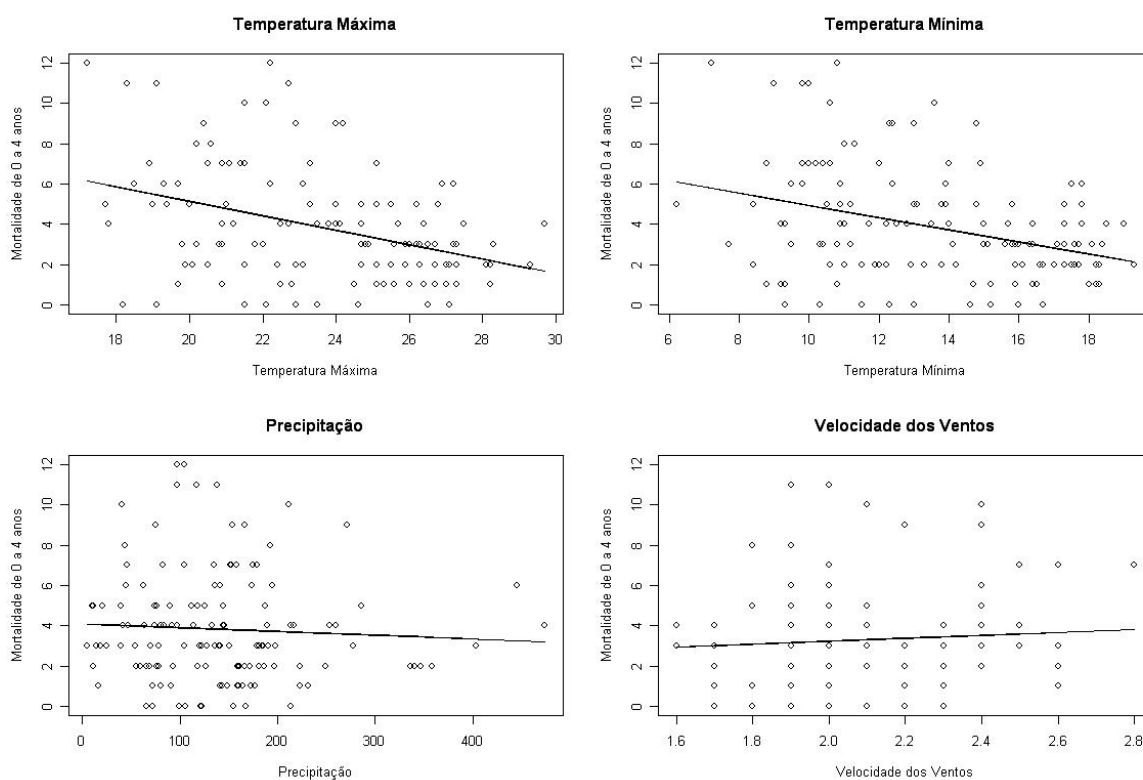 Temperatura Máxima
Mortalidade de 0 a 4 anos
0 2 4 6 8 10 12
18 20 22 24 26 28 30
Temperatura Máxima
Temperatura Mínima
Mortalidade de 0 a 4 anos
0 2 4 6 8 10 12
6 8 10 12 14 16 18
Temperatura Mínima
Precipitação
Mortalidade de 0 a 4 anos
0 2 4 6 8 10 12
0 100 200 300 400
Precipitação
Velocidade dos Ventos
Mortalidade de 0 a 4 anos
0 2 4 6 8 10 12
1.6 1.8 2.0 2.2 2.4 2.6 2.8
Velocidade dos Ventos